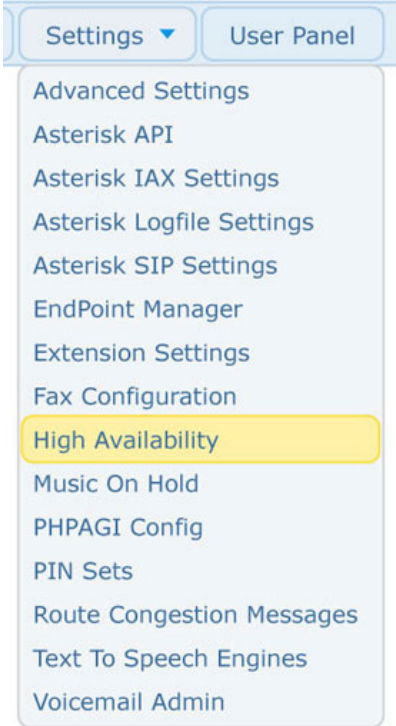 Settings User Panel
Advanced Settings
Asterisk API
Asterisk IAX Settings
Asterisk Logfile Settings
Asterisk SIP Settings
EndPoint Manager
Extension Settings
Fax Configuration
High Availability
Music On Hold
PHPAGI Config
PIN Sets
Route Congestion Messages
Text To Speech Engines
Voicemail Admin